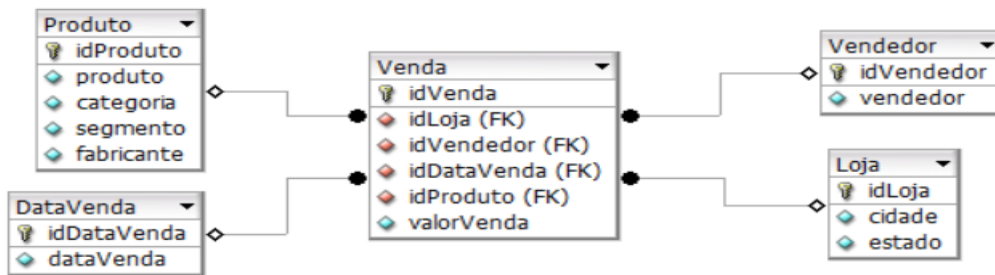 Produto
idProduto
produto
categoria
segmento
fabricante
DataVenda
idDataVenda
dataVenda
Venda
idVenda
idLoja (FK)
idVendedor (FK)
idDataVenda (FK)
idProduto (FK)
valorVenda
Vendedor
idVendedor
vendedor
Loja
idLoja
cidade
estado